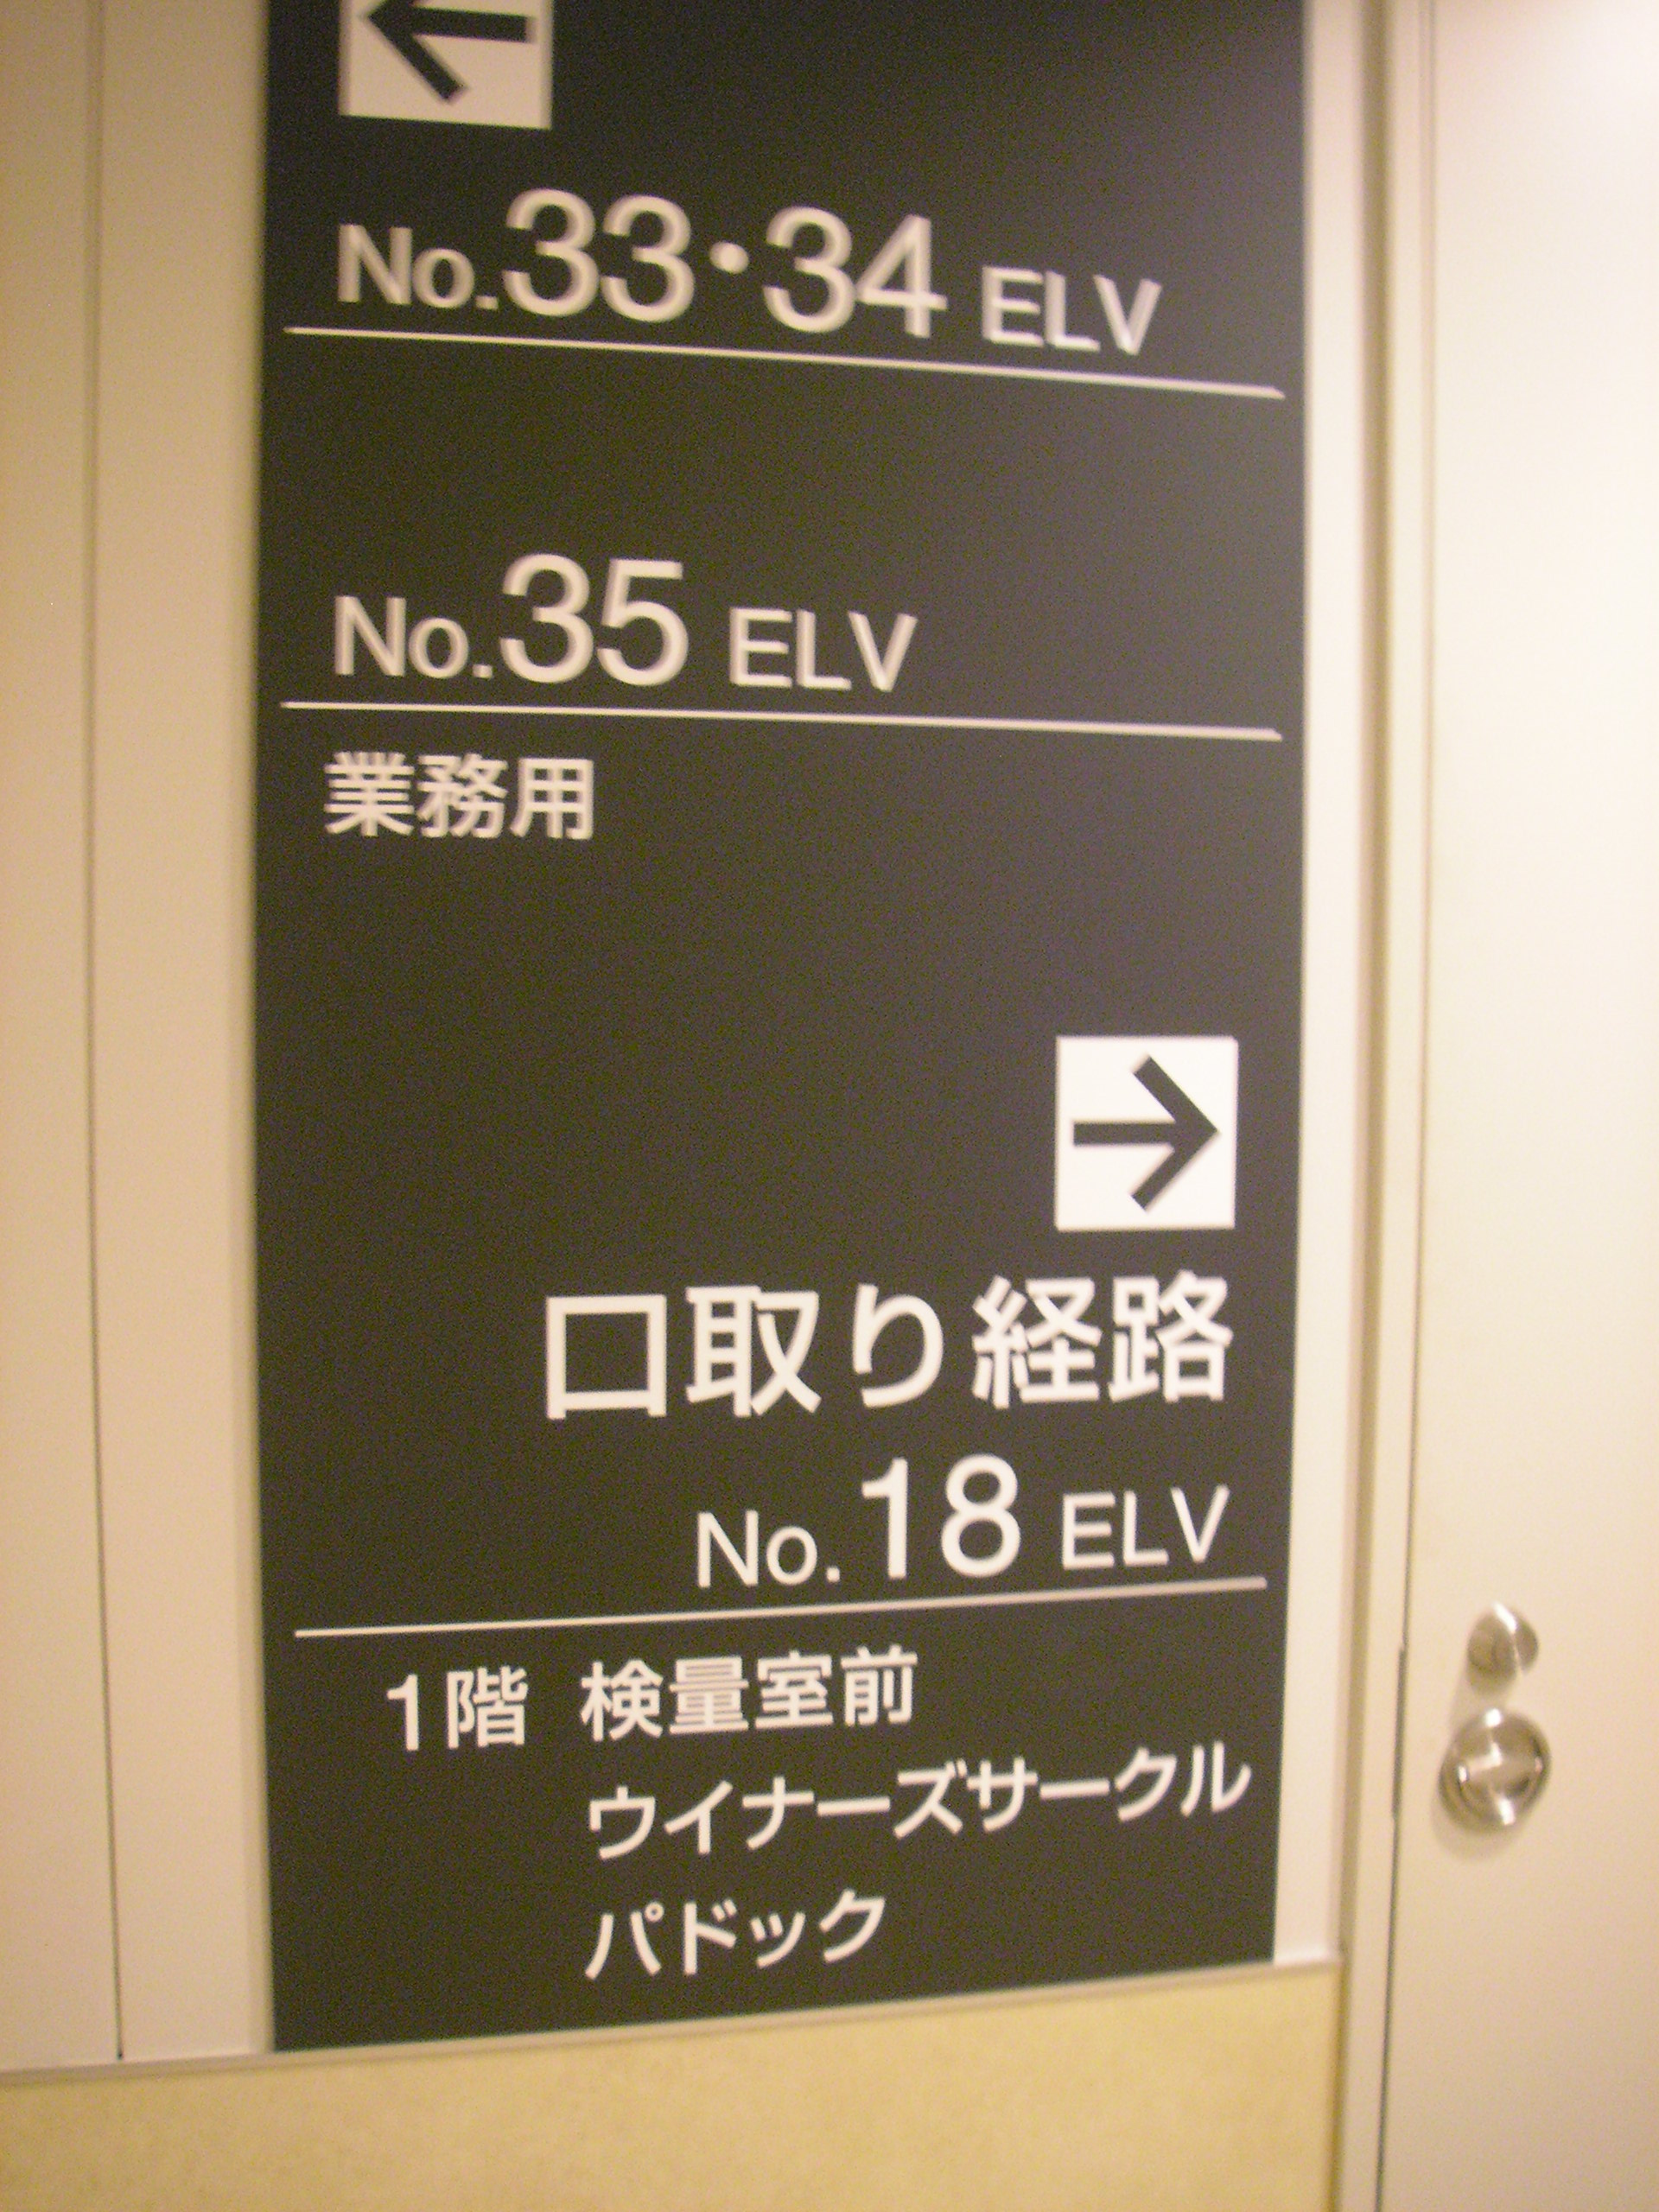 No.33・34 ELV
No.35 ELV
業務用
口取り経路
No.18 ELV
1階 検量室前
ウイナーズサークル
パドック